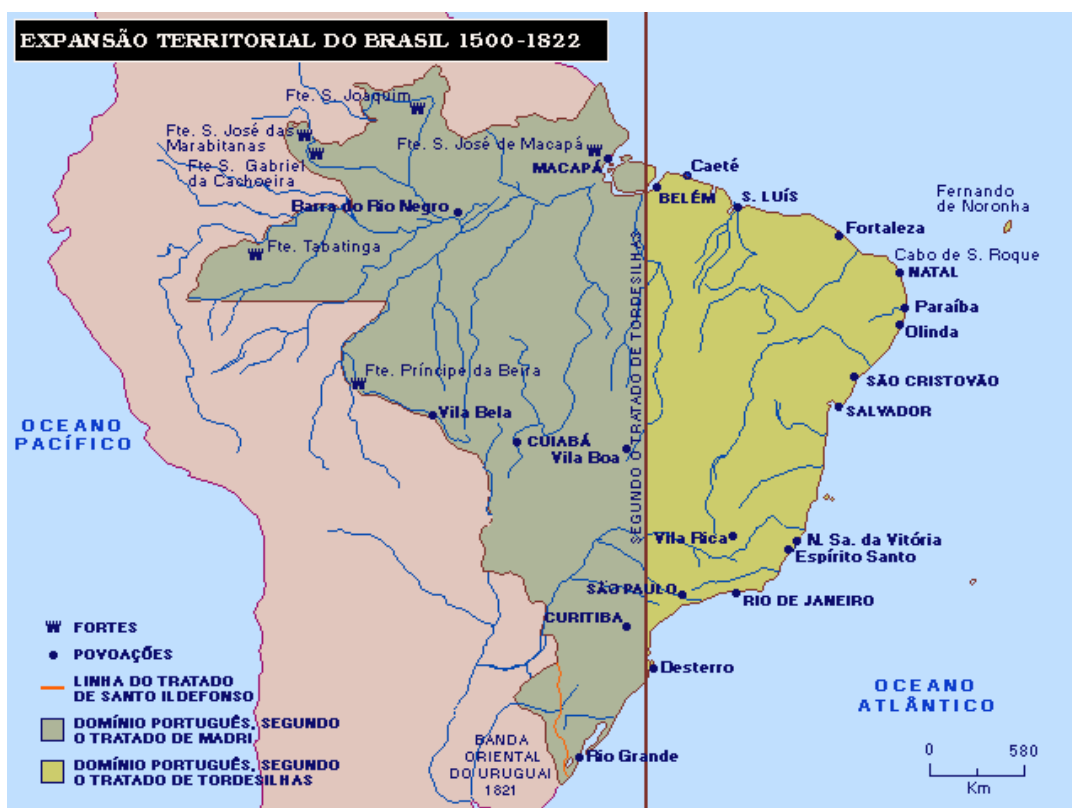 EXPANSÃO TERRITORIAL DO BRASIL 1500-1822
Fte. S. Joaquim
Fte. S. José das
Marabitanas
Fte. S. José de Macapá
Fte S. Gabriel
da Cachoeira
MACAPÁ
Caeté
BELÉM
S. LUÍS
Fernando
de Noronha
Barra do Rio Negro
Fortaleza
Fte. Tabatinga
Cabo de S. Roque
NATAL
Paraíba
Olinda
SEGUNDO O TRATADO DE TORDESILHAS
Fte. Príncipe da Beira
SÃO CRISTOVÃO
SALVADOR
Vila Bela
OCEANO
PACÍFICO
CUIABÁ
Vila Boa
Vila Rica
N. Sa. da Vitória
Espírito Santo
SÃO PAULO
RIO DE JANEIRO
CURITIBA
Desterro
FORTES
POVOAÇÕES
LINHA DO TRATADO
DE SANTO ILDEFONSO
DOMÍNIO PORTUGUÊS, SEGUNDO
O TRATADO DE MADRI
DOMÍNIO PORTUGUÊS, SEGUNDO
O TRATADO DE TORDESILHAS
BANDA
ORIENTAL
DO URUGUAI
1821
Rio Grande
OCEANO
ATLÂNTICO
0 580
Km